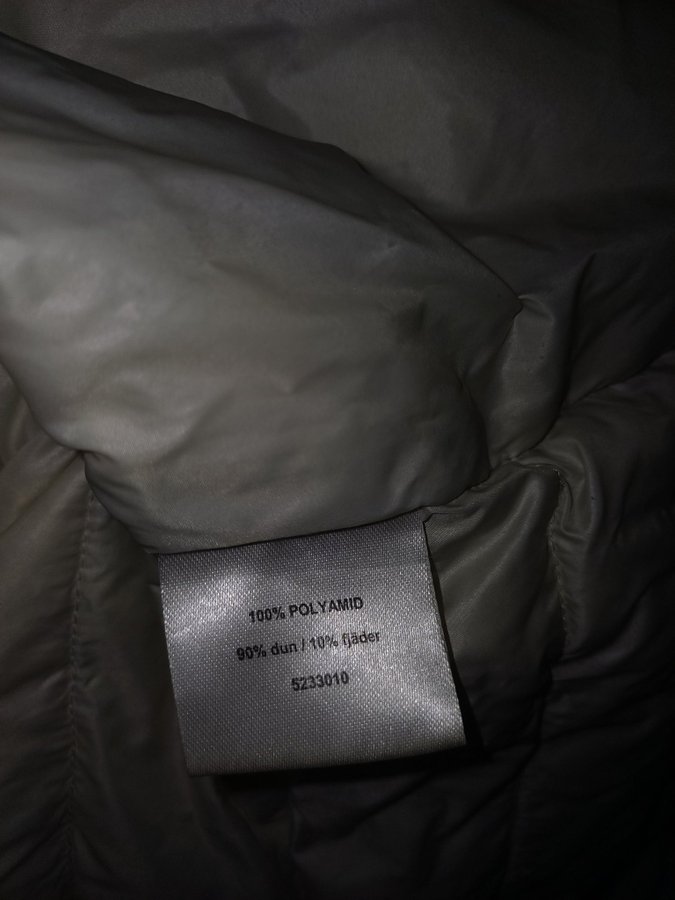 100% POLYAMID
90% dun / 10% fjäder
5233010